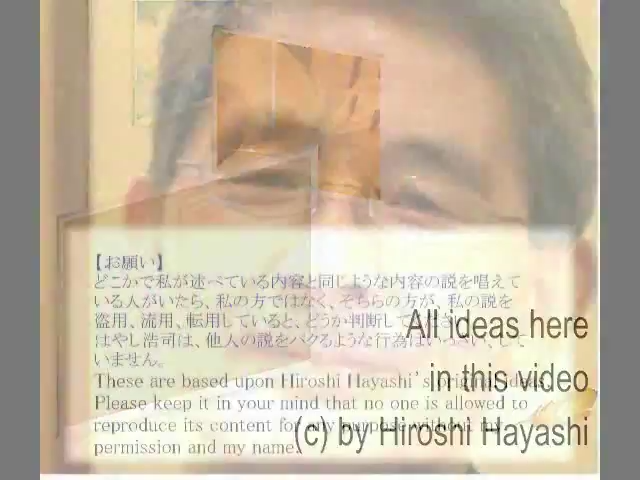 【お願い】
どこかで私が述べている内容と同じような内容の説を唱えて
いる人がいたら、私の方ではなく、そちらの方が、私の説を
盗用、流用、転用していると、どうか判断して
はやし浩司は、他人の説をパクるような行為はいっさい、して
いません。
These are based upon Hiroshi Hayashi's original ideas.
Please keep it in your mind that no one is allowed to
reproduce its content for any purpose without my
permission and my name.
All ideas here
in this video
(c) by Hiroshi Hayashi